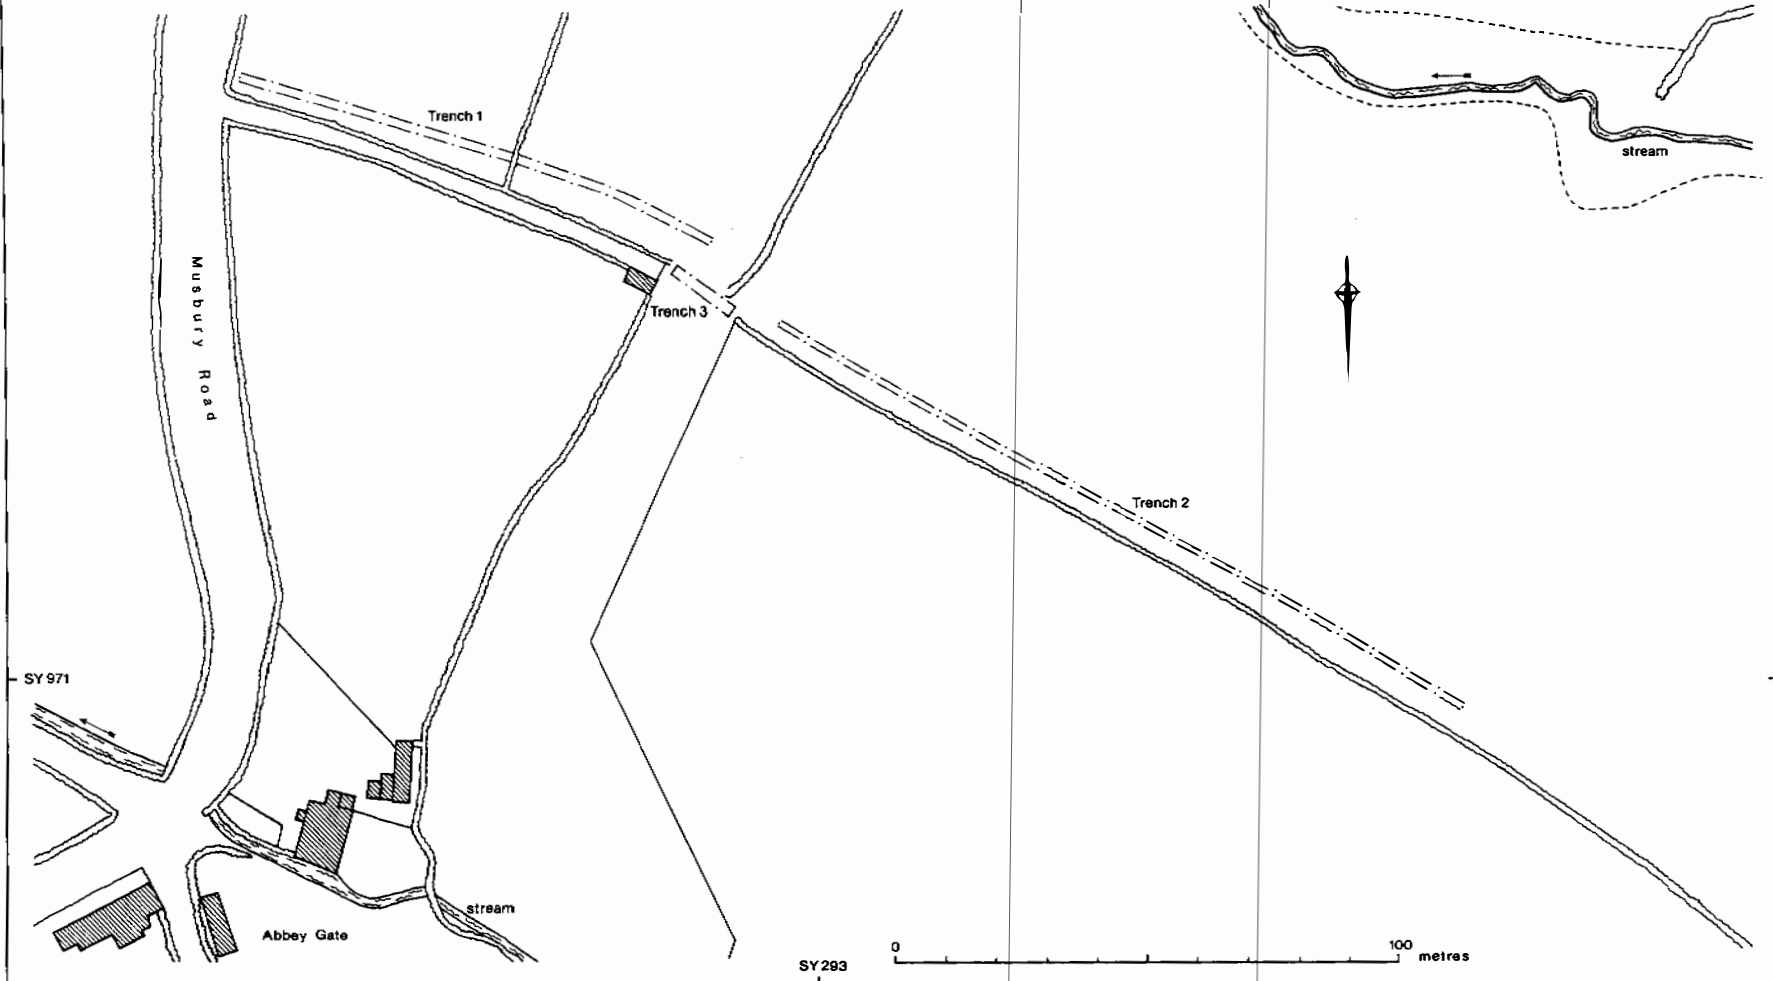 Trench 1
stream
Musbury Road
Trench 3
Trench 2
SY 971
stream
Abbey Gate
0 100 metres
SY 293